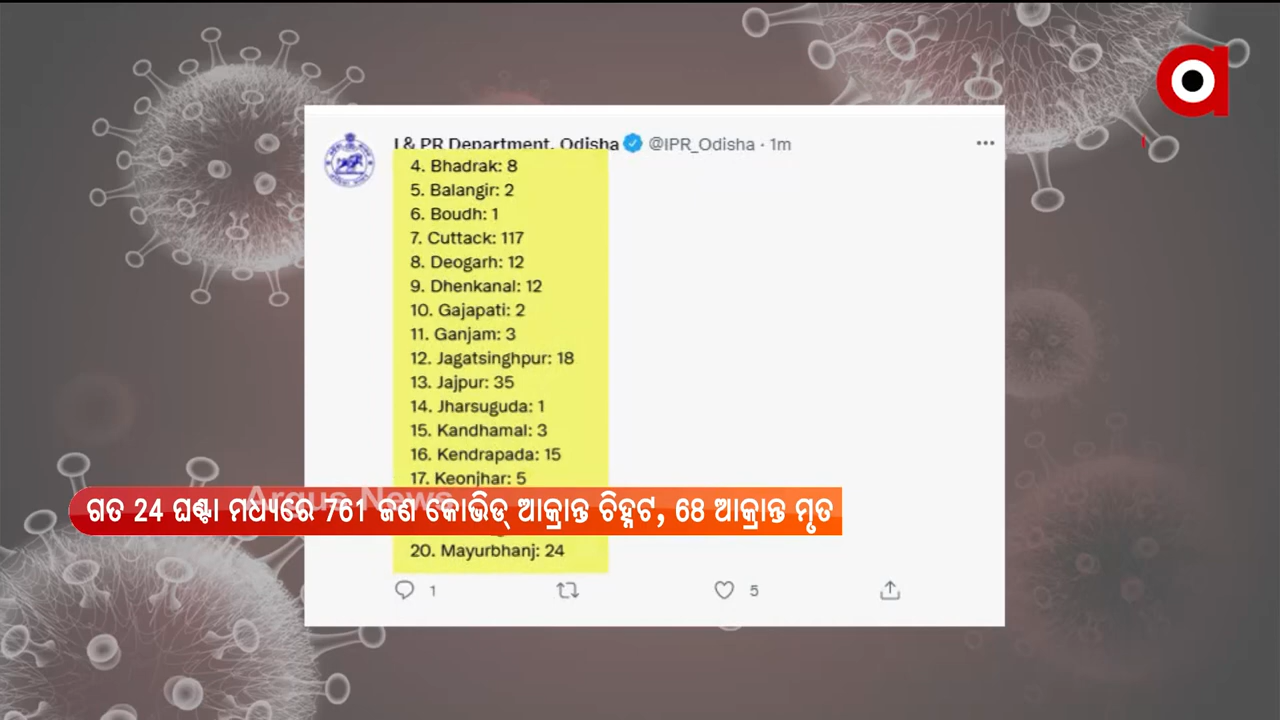 I & PR Department, Odisha @IPR_Odisha · 1m
4. Bhadrak: 8
5. Balangir: 2
6. Boudh: 1
7. Cuttack: 117
8. Deogarh: 12
9. Dhenkanal: 12
10. Gajapati: 2
11. Ganjam: 3
12. Jagatsinghpur: 18
13. Jajpur: 35
14. Jharsuguda: 1
15. Kandhamal: 3
16. Kendrapada: 15
17. Keonjhar: 5
Argus News
ଗତ 24 ଘଣ୍ଟା ମଧ୍ୟରେ 761 ଜଣ କୋଭିଡ୍ ଆକ୍ରାନ୍ତ ଚିହ୍ନଟ, 68 ଆକ୍ରାନ୍ତ ମୃତ
20. Mayurbhanj: 24
1 5